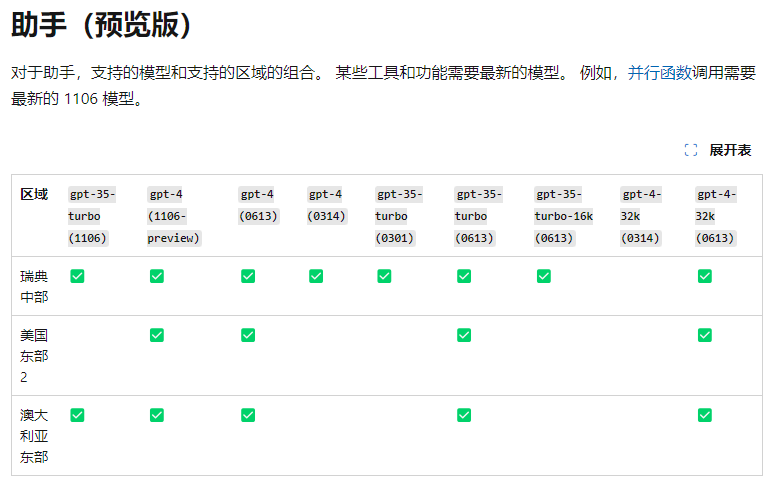 助手（预览版）
对于助手，支持的模型和支持的区域的组合。 某些工具和功能需要最新的模型。 例如，并行函数调用需要
最新的 1106 模型。
展开表
区域 gpt-35-turbo (1106) gpt-4 (1106-preview) gpt-4 (0613) gpt-4 (0314) gpt-35-turbo (0301) gpt-35-turbo (0613) gpt-35-turbo-16k (0613) gpt-4-32k (0314) gpt-4-32k (0613)
瑞典
中部
美国
东部
2
澳大
利亚
东部